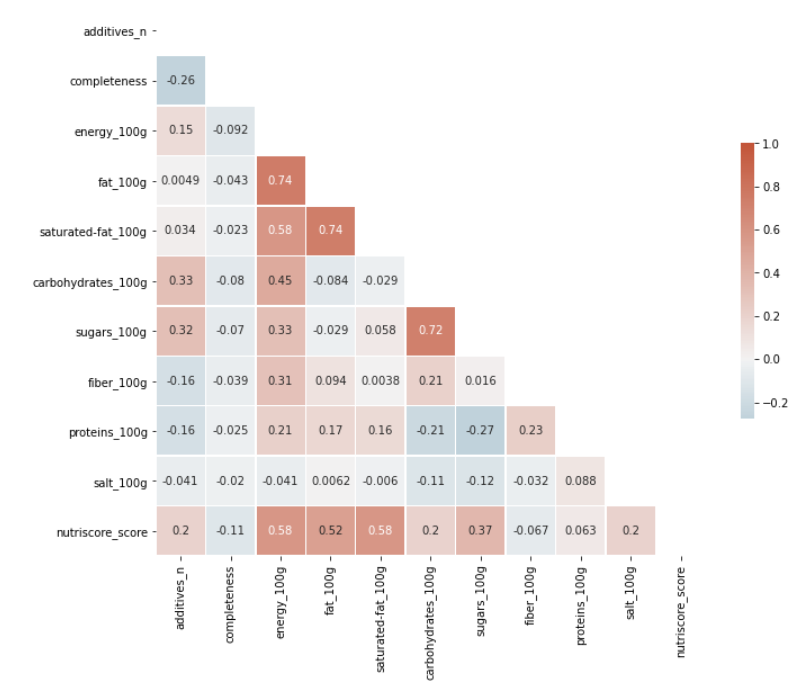 additives_n
completeness -0.26
energy_100g 0.15 -0.092
fat_100g 0.0049 -0.043 0.74
saturated-fat_100g 0.034 -0.023 0.58 0.74
carbohydrates_100g 0.33 -0.08 0.45 -0.084 -0.029
sugars_100g 0.32 -0.07 0.33 -0.029 0.058 0.72
fiber_100g -0.16 -0.039 0.31 0.094 0.0038 0.21 0.016
proteins_100g -0.16 -0.025 0.21 0.17 0.16 -0.21 -0.27 0.23
salt_100g -0.041 -0.02 -0.041 0.0062 -0.006 -0.11 -0.12 -0.032 0.088
nutriscore_score 0.2 -0.11 0.58 0.52 0.58 0.2 0.37 -0.067 0.063 0.2
additives_n
completeness
energy_100g
fat_100g
saturated-fat_100g
carbohydrates_100g
sugars_100g
fiber_100g
proteins_100g
salt_100g
nutriscore_score
1.0
0.8
0.6
0.4
0.2
0.0
−0.2